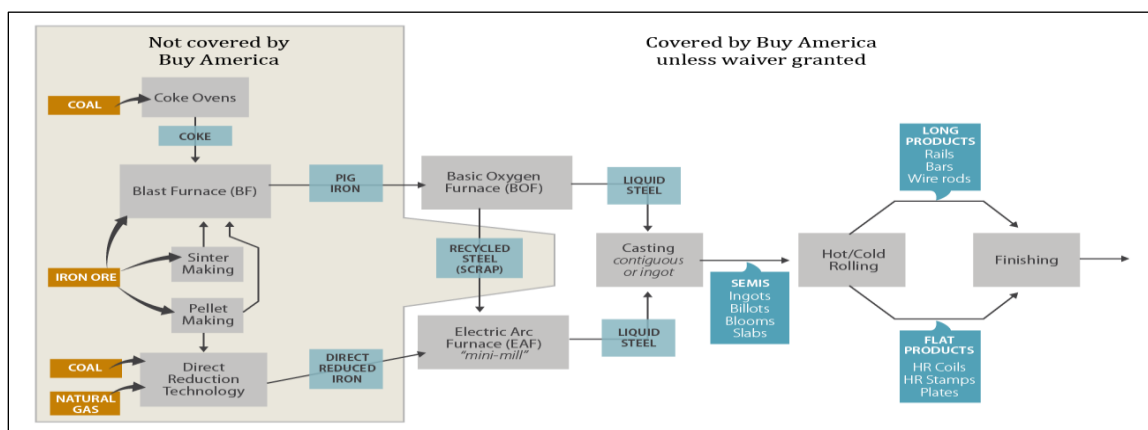 Not covered by
Buy America
Covered by Buy America
unless waiver granted
COAL
Coke Ovens
COKE
Blast Furnace (BF)
PIG
IRON
Basic Oxygen
Furnace (BOF)
LIQUID
STEEL
LONG
PRODUCTS
Rails
Bars
Wire rods
IRON ORE
Sinter
Making
Pellet
Making
RECYCLED
STEEL
(SCRAP)
Casting
contiguous
or ingot
SEMIS
Ingots
Billots
Blooms
Slabs
Hot/Cold
Rolling
Finishing
COAL
NATURAL
GAS
Direct
Reduction
Technology
DIRECT
REDUCED
IRON
Electric Arc
Furnace (EAF)
"mini-mill"
LIQUID
STEEL
FLAT
PRODUCTS
HR Coils
HR Stamps
Plates